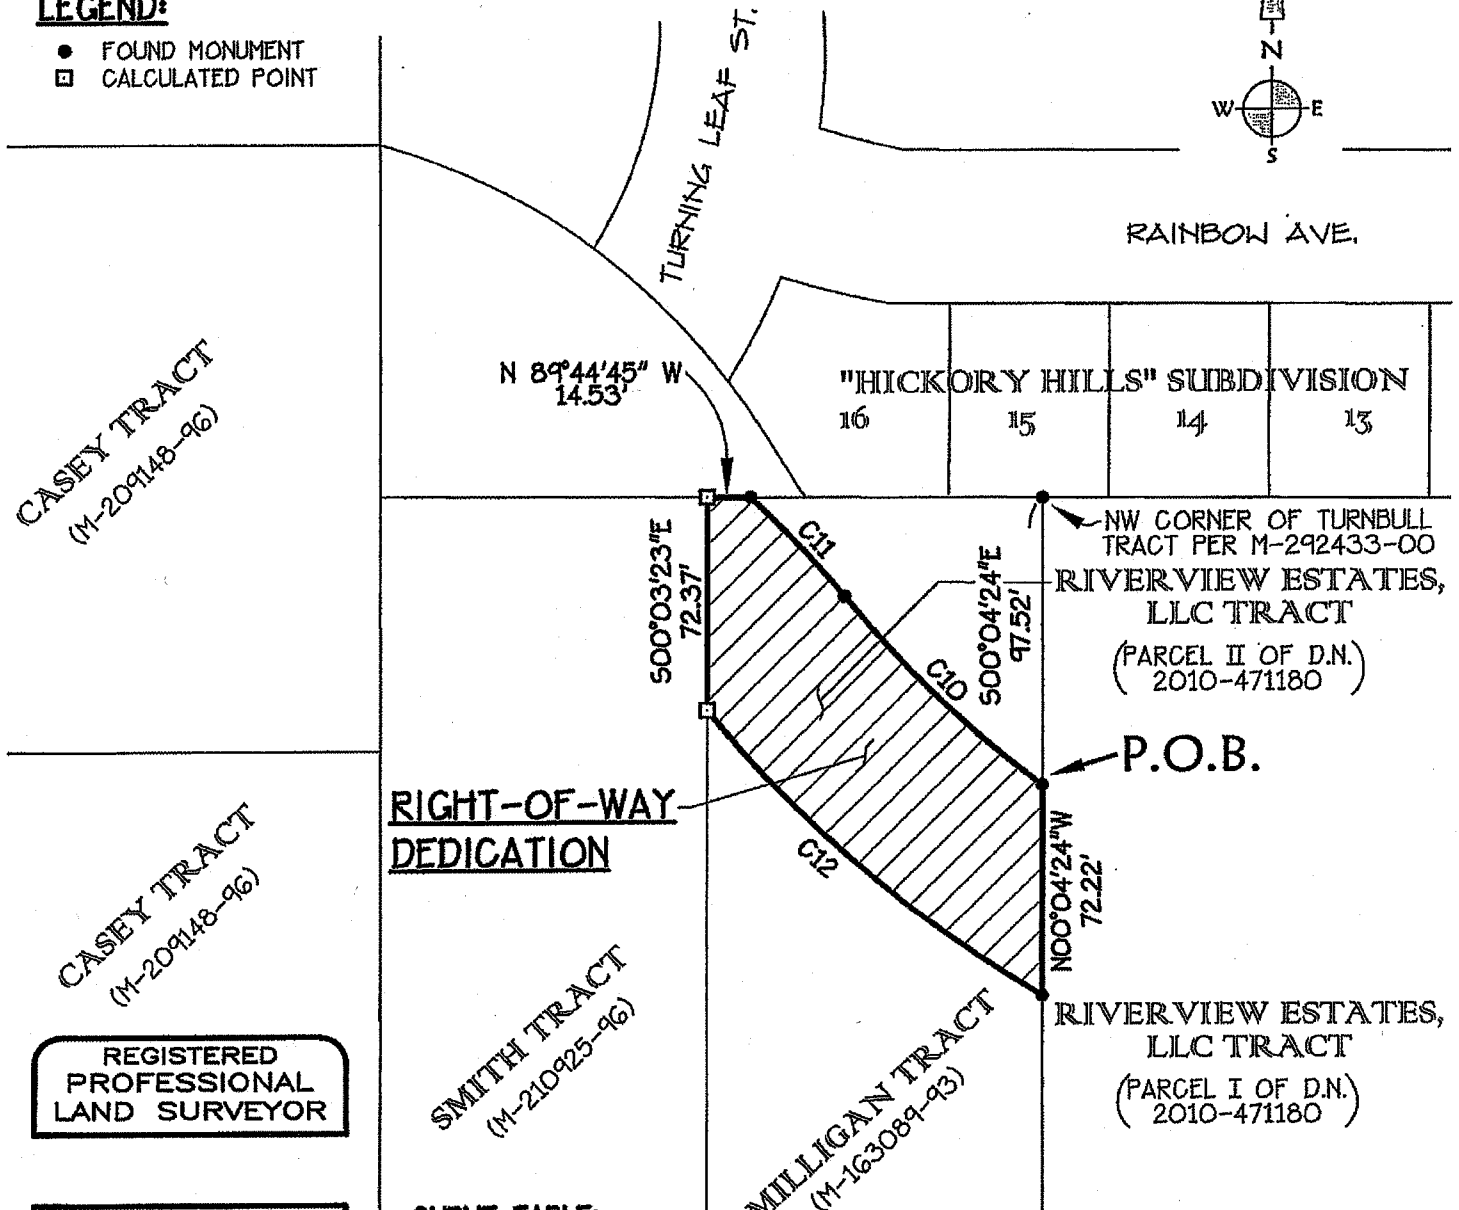 LEGEND:
FOUND MONUMENT
CALCULATED POINT
N
W E
S
TURNING LEAF ST.
RAINBOW AVE.
CASEY TRACT
(M-209148-96)
N 89°44'45" W
14.53'
"HICKORY HILLS" SUBDIVISION
16 15 14 13
NW CORNER OF TURNBULL
TRACT PER M-292433-00
C11
S00°03'23"E
72.37'
S00°04'24"E
97.52'
RIVERVIEW ESTATES,
LLC TRACT
(PARCEL II OF D.N.
2010-471180)
C10
P.O.B.
RIGHT-OF-WAY
DEDICATION
C12
N00°04'24"W
72.22'
CASEY TRACT
(M-209148-96)
SMITH TRACT
(M-210925-96)
MILLIGAN TRACT
(M-163089-93)
RIVERVIEW ESTATES,
LLC TRACT
(PARCEL I OF D.N.
2010-471180)
REGISTERED
PROFESSIONAL
LAND SURVEYOR